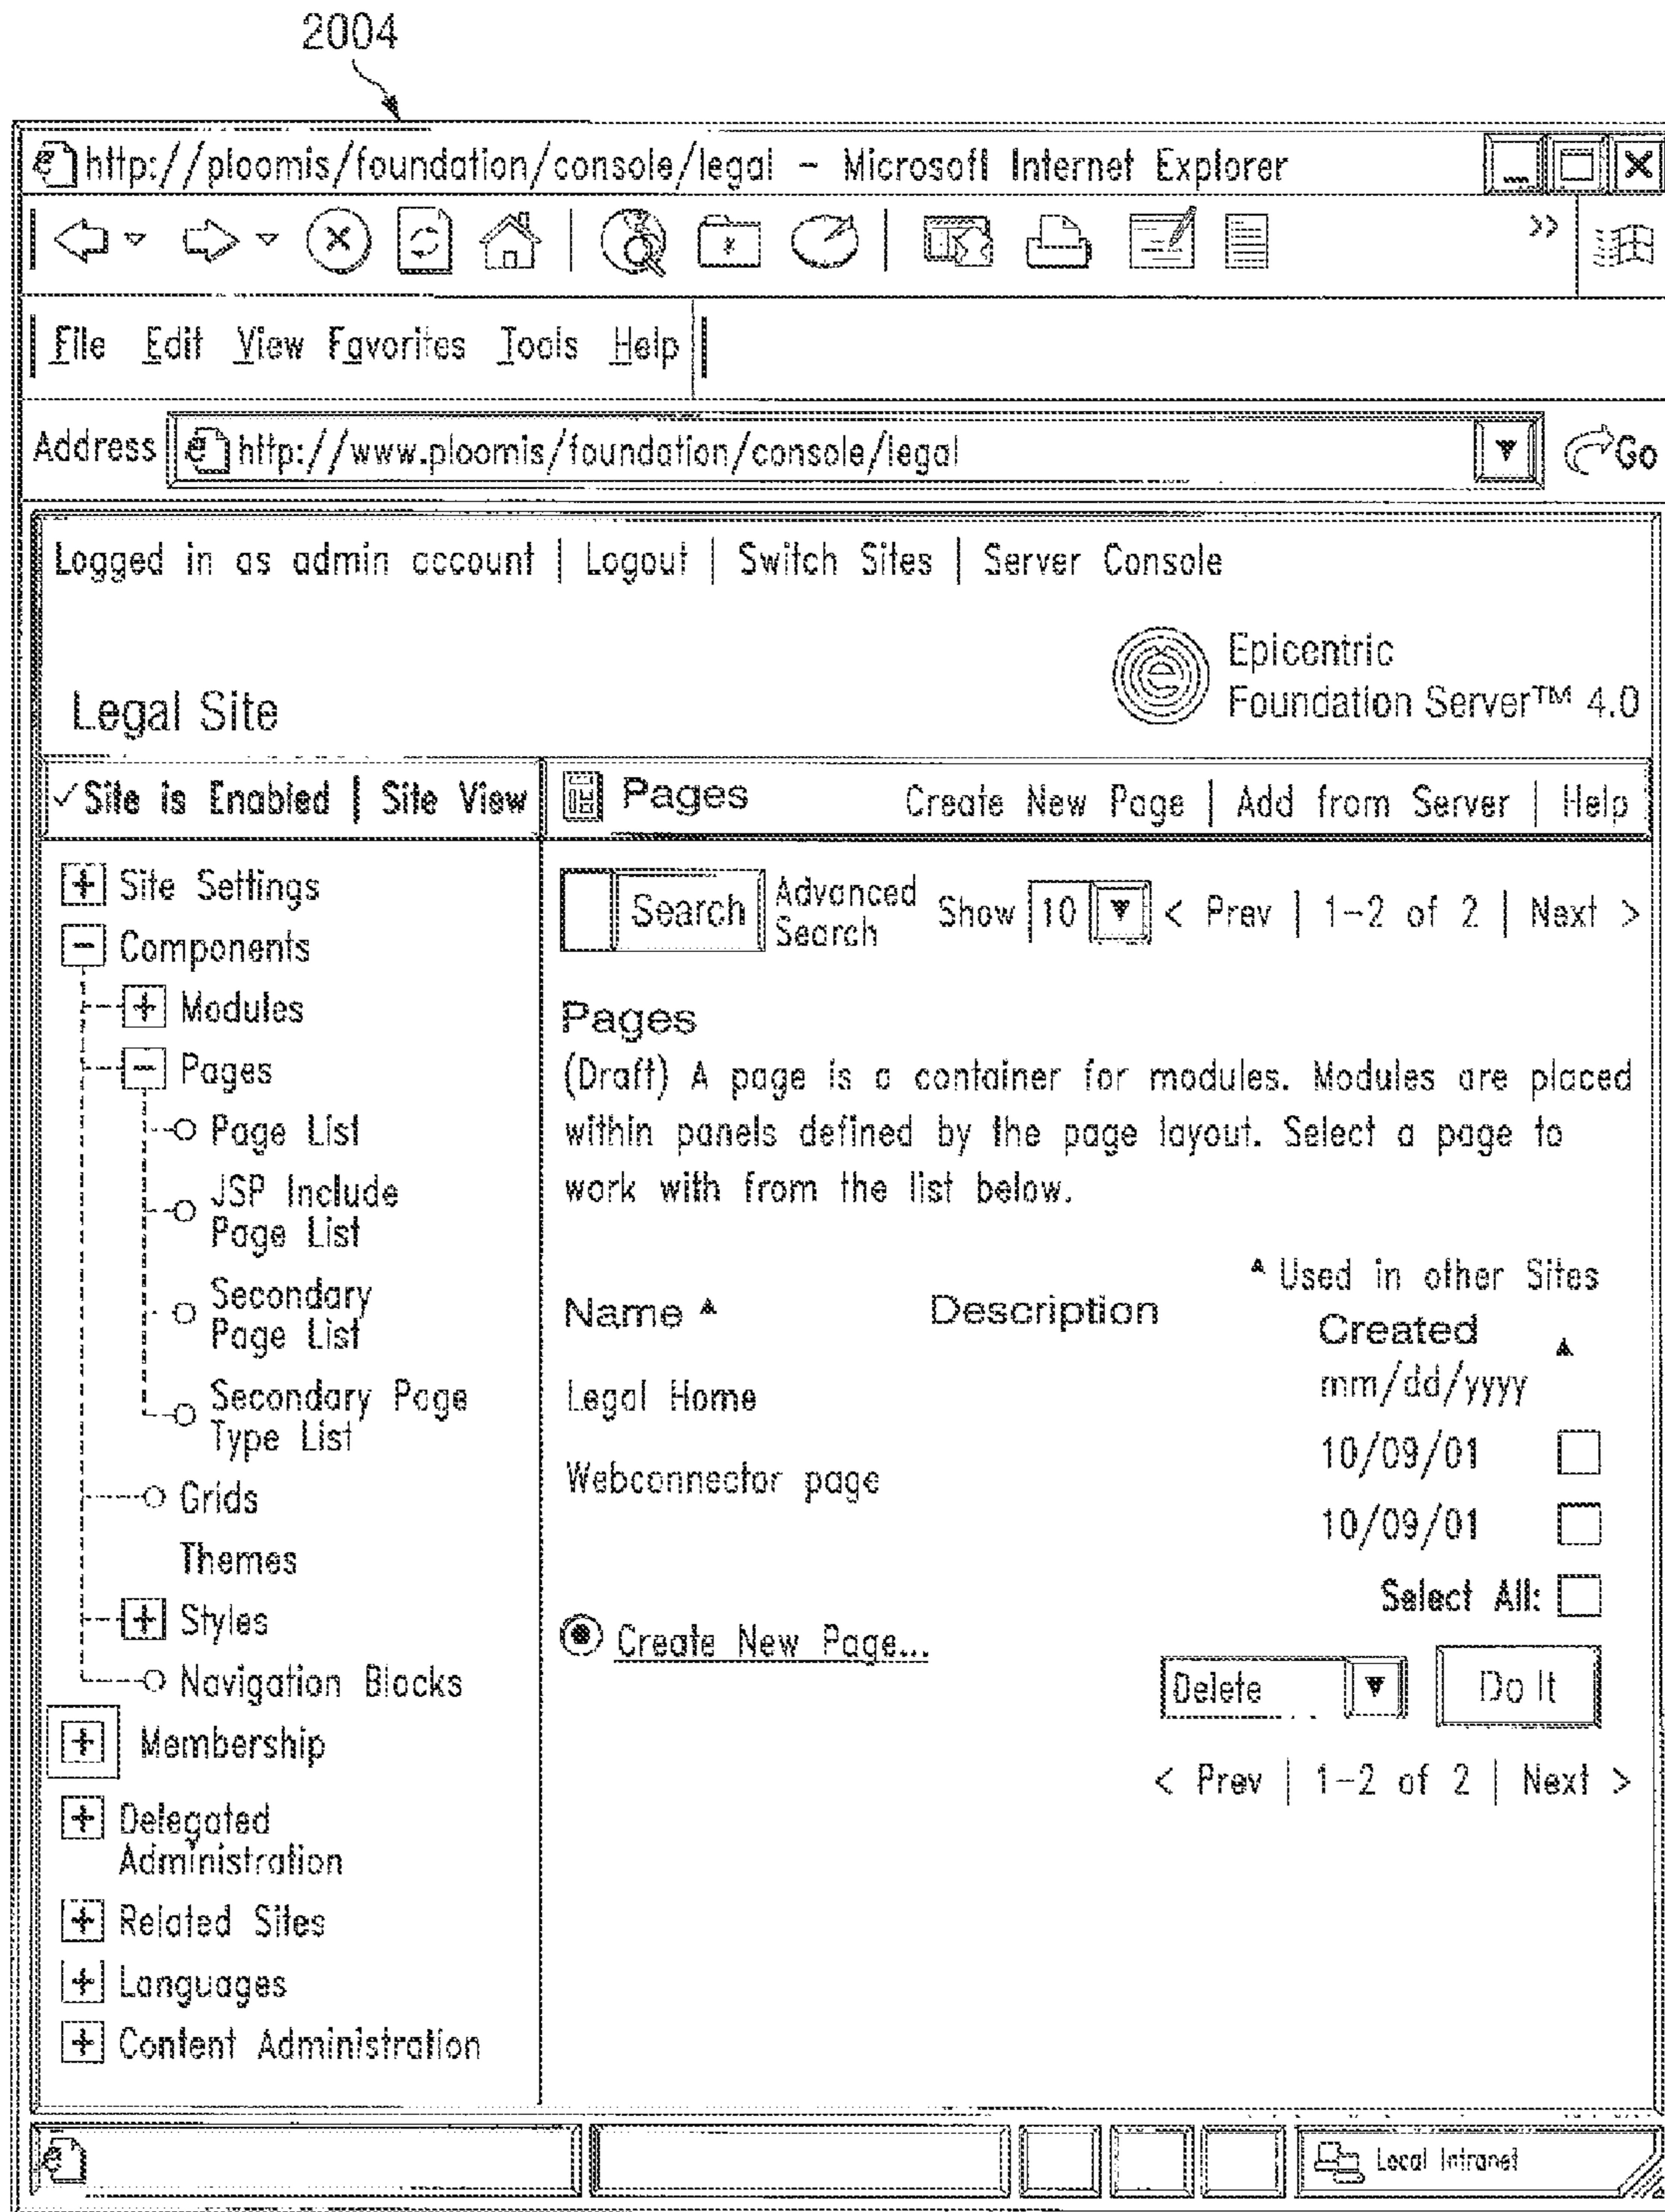 2004
http://ploomis/foundation/console/legal - Microsoft Internet Explorer
File Edit View Favorites Tools Help
Address http://www.ploomis/foundation/console/legal Go
Logged in as admin account | Logout | Switch Sites | Server Console
Epicentric
Foundation Server™ 4.0
Legal Site
✓Site is Enabled | Site View
Pages Create New Page | Add from Server | Help
+ Site Settings
- Components
+ Modules
- Pages
Page List
JSP Include
Page List
Secondary
Page List
Secondary Page
Type List
Grids
Themes
+ Styles
Navigation Blocks
+ Membership
+ Delegated
Administration
+ Related Sites
+ Languages
+ Content Administration
Search Advanced
Search Show 10 < Prev | 1-2 of 2 | Next >
Pages
(Draft) A page is a container for modules. Modules are placed
within panels defined by the page layout. Select a page to
work with from the list below.
Used in other Sites
Name Description Created
mm/dd/yyyy
Legal Home
10/09/01
Webconnector page
10/09/01
Select All:
Create New Page...
Delete Do It
< Prev | 1-2 of 2 | Next >
Local Intranet